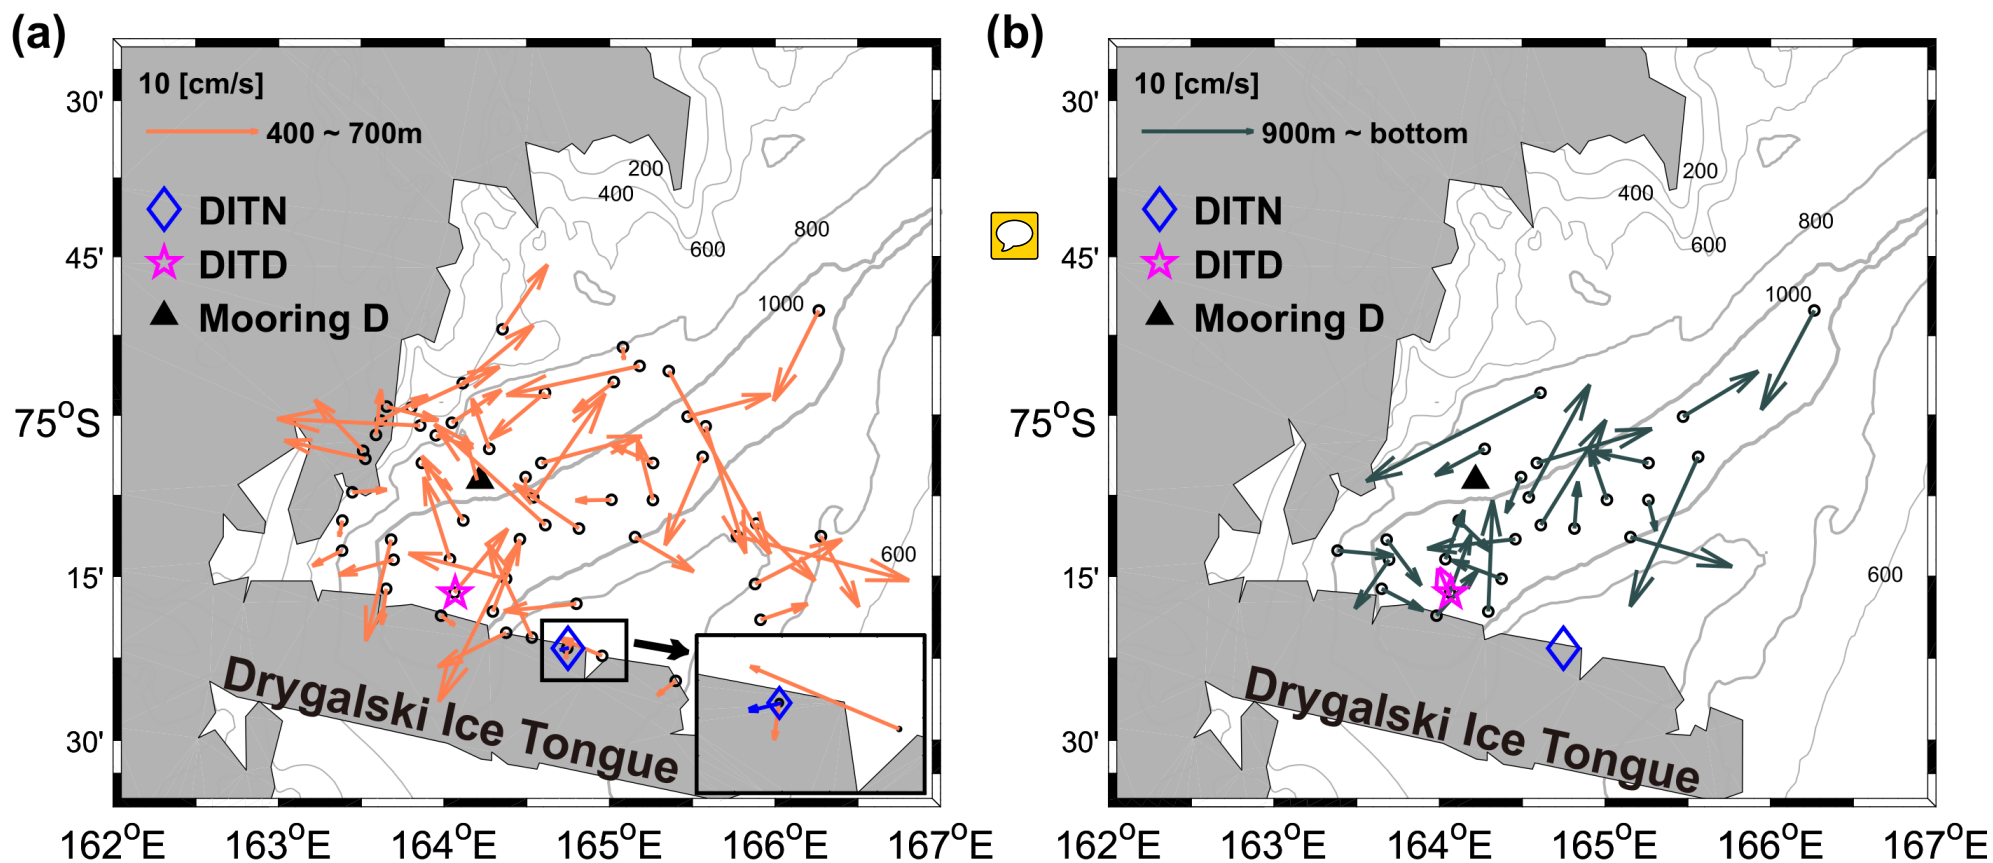 (a)
10 [cm/s]
400 ~ 700m
DITN
DITD
Mooring D
200
400
600
800
1000
600
30'
45'
75°S
15'
30'
Drygalski Ice Tongue
162°E
163°E
164°E
165°E
166°E
167°E
(b)
10 [cm/s]
900m ~ bottom
DITN
DITD
Mooring D
200
400
600
800
1000
600
30'
45'
75°S
15'
30'
Drygalski Ice Tongue
162°E
163°E
164°E
165°E
166°E
167°E